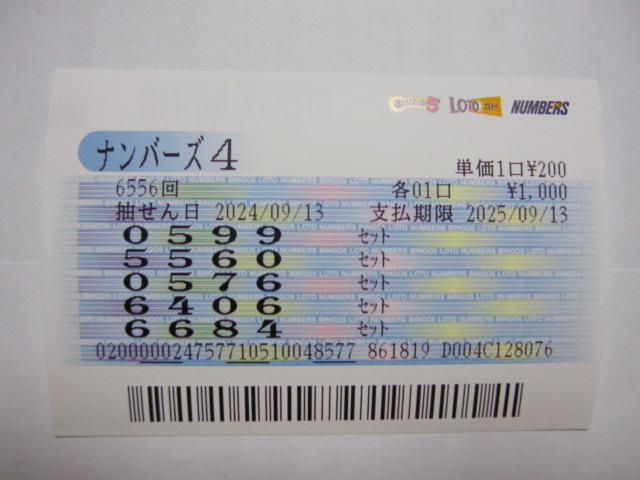 BINGO5 LOTO NUMBERS
ナンバーズ4
単価1口¥200
6556回 各01口 ¥1,000
抽せん日 2024/09/13 支払期限 2025/09/13
0599 セット
5560 セット
0576 セット
6406 セット
6684 セット
020000024757710510048577 861819 D004C128076